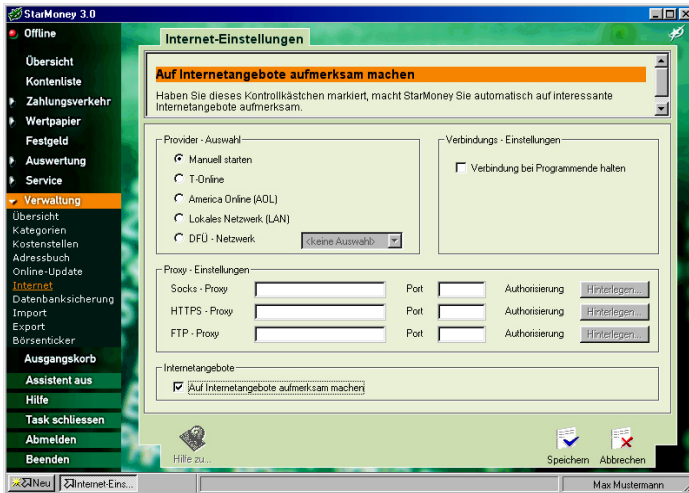 StarMoney 3.0
Offline
Übersicht
Kontenliste
Zahlungsverkehr
Wertpapier
Festgeld
Auswertung
Service
Verwaltung
Übersicht
Kategorien
Kostenstellen
Adressbuch
Online-Update
Internet
Datenbanksicherung
Import
Export
Börsenticker
Ausgangskorb
Assistent aus
Hilfe
Task schliessen
Abmelden
Beenden
Internet-Einstellungen
Auf Internetangebote aufmerksam machen
Haben Sie dieses Kontrollkästchen markiert, macht StarMoney Sie automatisch auf interessante
Internetangebote aufmerksam.
Provider - Auswahl
Manuell starten
T-Online
America Online (AOL)
Lokales Netzwerk (LAN)
DFÜ - Netzwerk <keine Auswahl>
Verbindungs - Einstellungen
Verbindung bei Programmende halten
Proxy - Einstellungen
Socks - Proxy Port Authorisierung Hinterlegen...
HTTPS - Proxy Port Authorisierung Hinterlegen...
FTP - Proxy Port Authorisierung Hinterlegen...
Internetangebote
Auf Internetangebote aufmerksam machen
Hilfe zu...
Speichern Abbrechen
Neu Internet-Eins... Max Mustermann